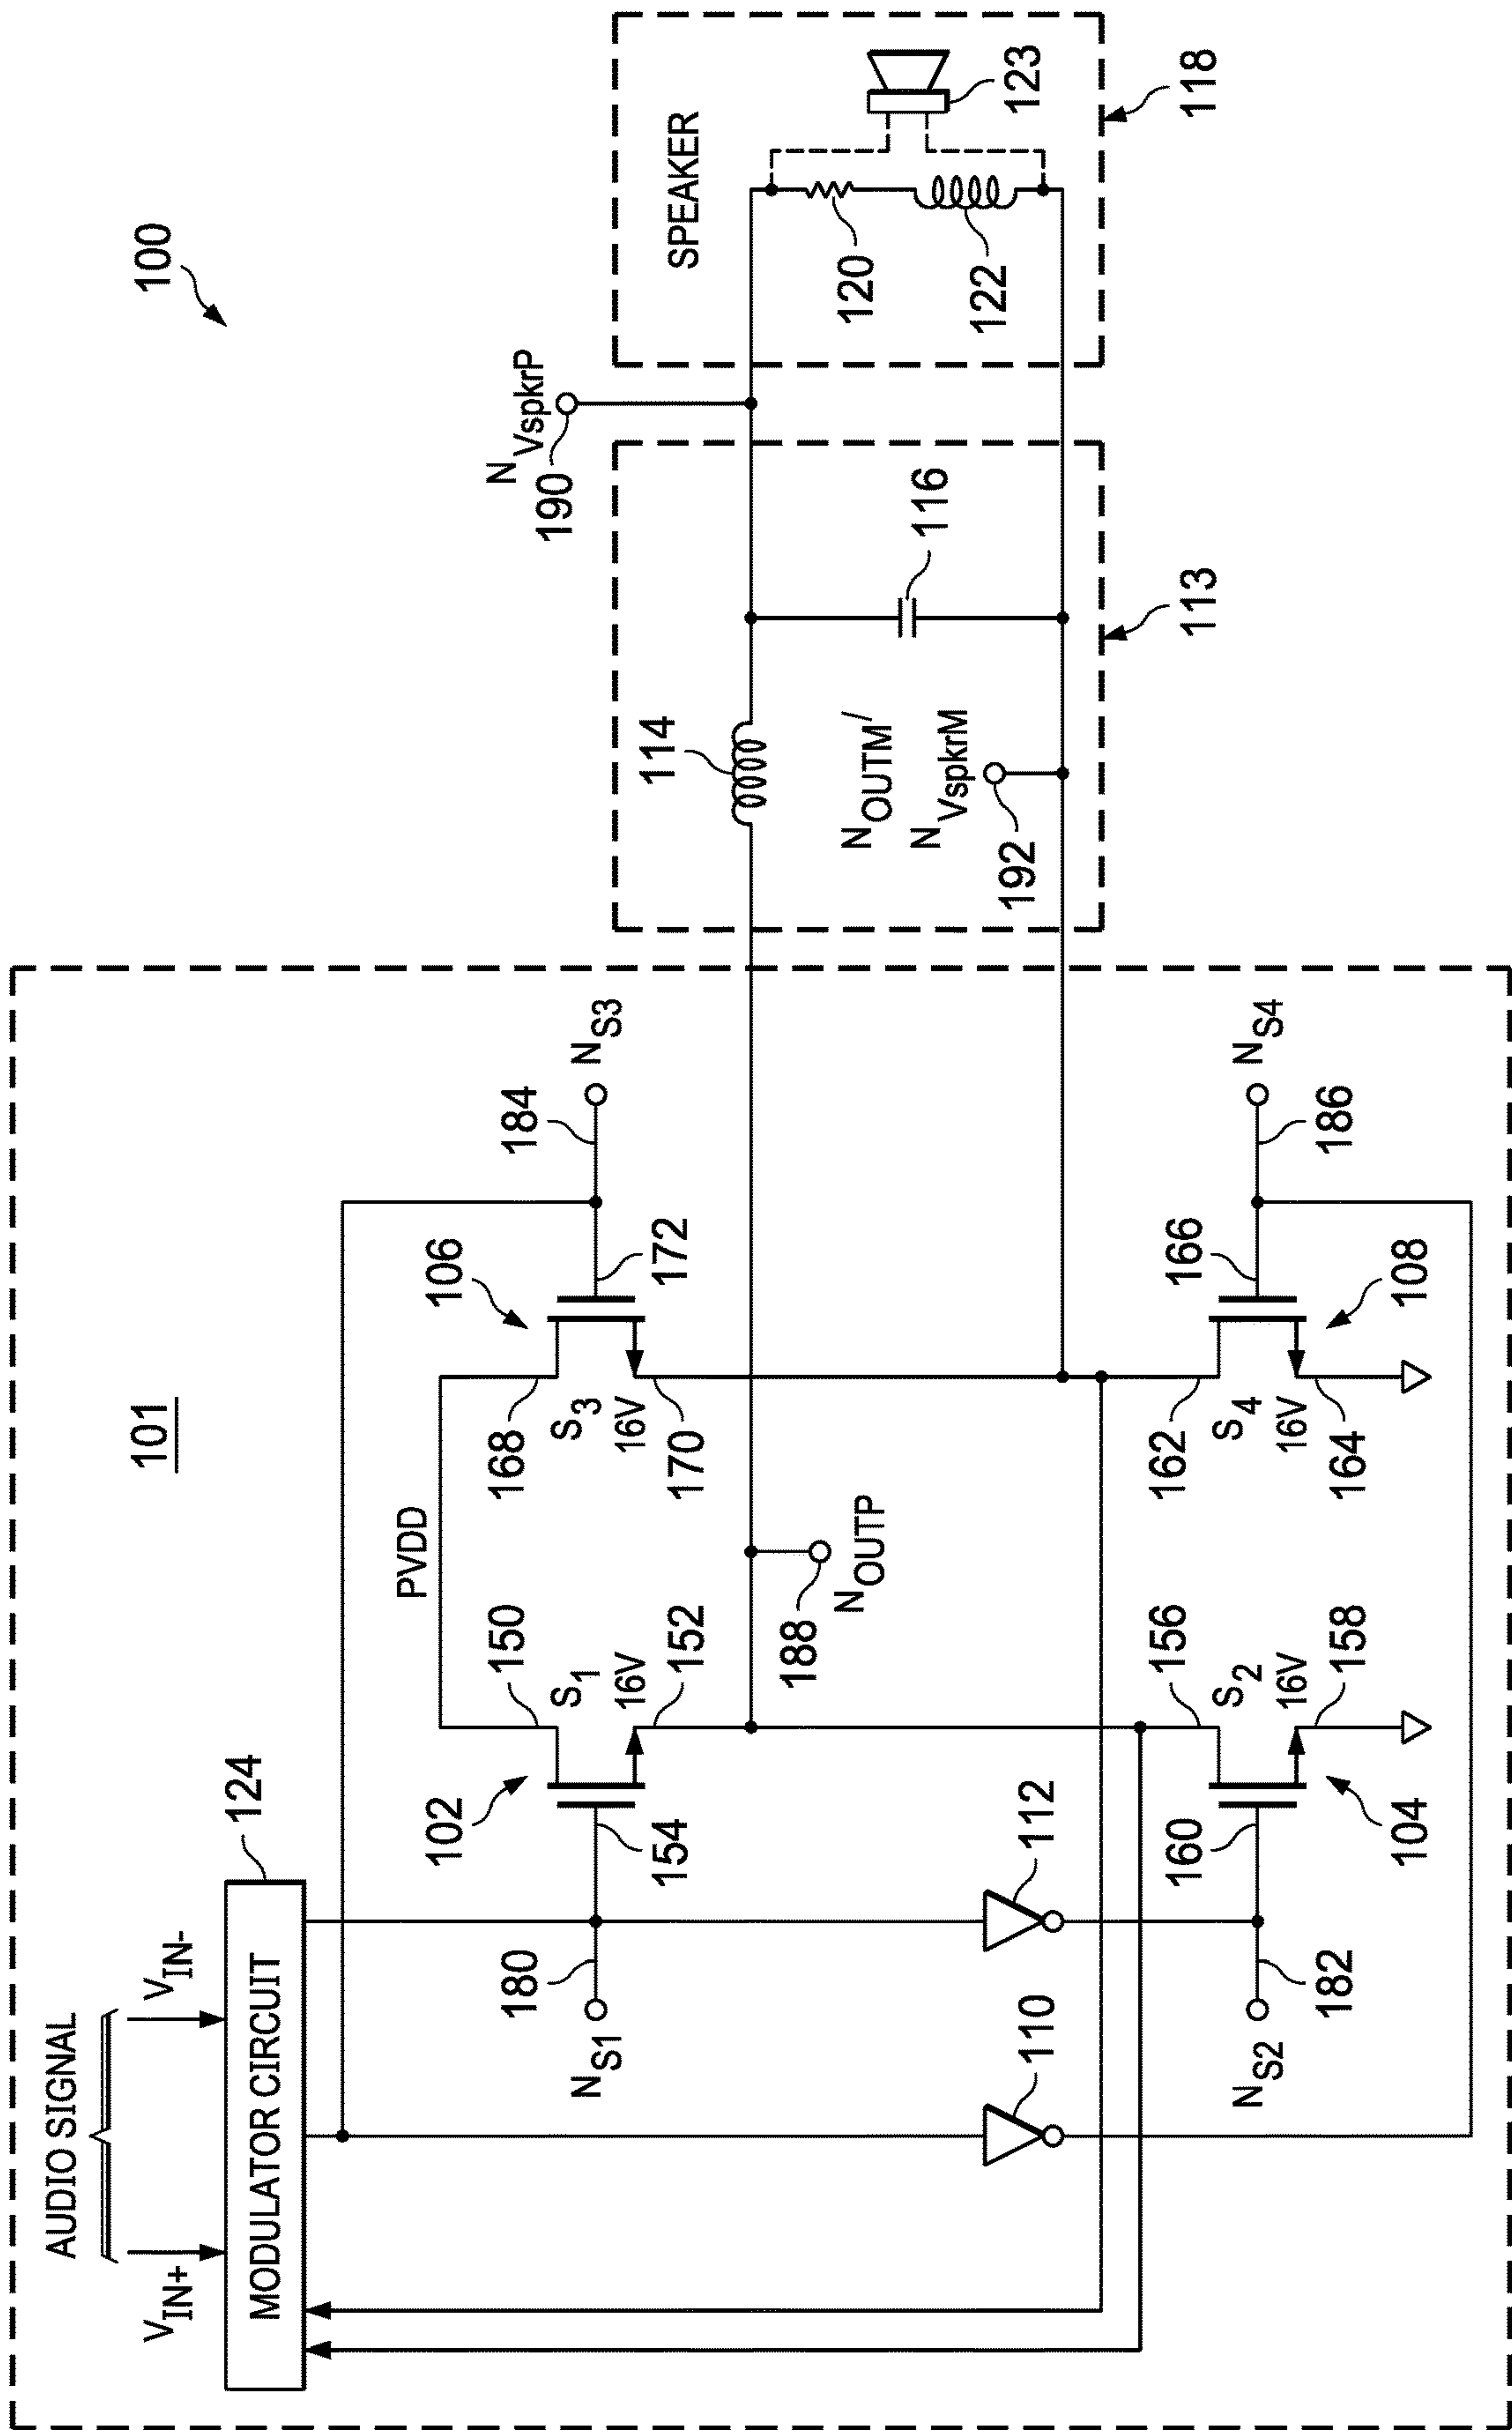 100
101
AUDIO SIGNAL
VIN+
VIN-
MODULATOR CIRCUIT
124
PVDD
102
150
S1
16V
152
154
180
NS1
106
168
S3
16V
170
172
184
NS3
188
NOUTP
110
112
104
156
S2
16V
158
160
182
NS2
108
162
S4
16V
164
166
186
NS4
114
116
NOUTM/
NVspkrM
192
113
NVspkrP
190
SPEAKER
120
122
123
118